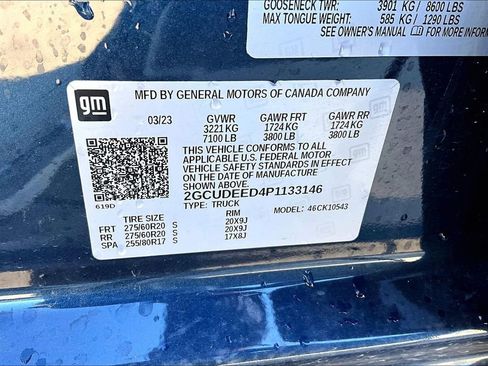 GOOSENECK TWR: 3901 KG / 8600 LBS
MAX TONGUE WEIGHT: 585 KG / 1290 LBS
SEE OWNER'S MANUAL FOR MORE INFORM
gm
MFD BY GENERAL MOTORS OF CANADA COMPANY
03/23 GVWR GAWR FRT GAWR RR
3221 KG 1724 KG 1724 KG
7100 LB 3800 LB 3800 LB
THIS VEHICLE CONFORMS TO ALL
APPLICABLE U.S. FEDERAL MOTOR
VEHICLE SAFETY STANDARDS IN EFFECT
ON THE DATE OF MANUFACTURE
SHOWN ABOVE.
2GCUDEED4P1133146
619D TYPE: TRUCK MODEL: 46CK10543
TIRE SIZE RIM
FRT 275/60R20 S 20X9J
RR 275/60R20 S 20X9J
SPA 255/80R17 S 17X8J